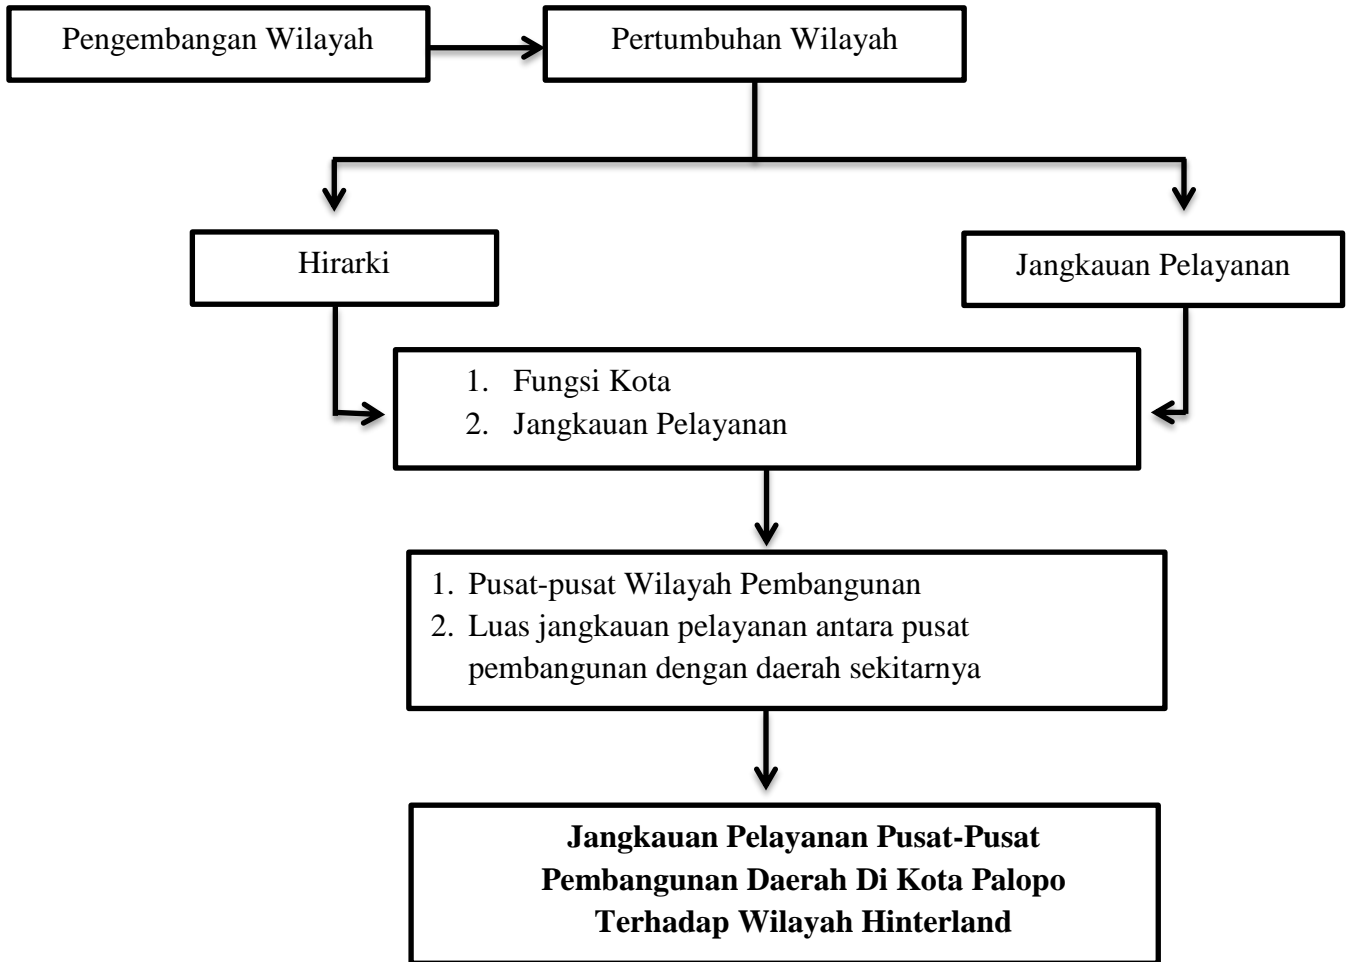 Pengembangan Wilayah
Pertumbuhan Wilayah
Hirarki
Jangkauan Pelayanan
1. Fungsi Kota
2. Jangkauan Pelayanan
1. Pusat-pusat Wilayah Pembangunan
2. Luas jangkauan pelayanan antara pusat
pembangunan dengan daerah sekitarnya
Jangkauan Pelayanan Pusat-Pusat
Pembangunan Daerah Di Kota Palopo
Terhadap Wilayah Hinterland